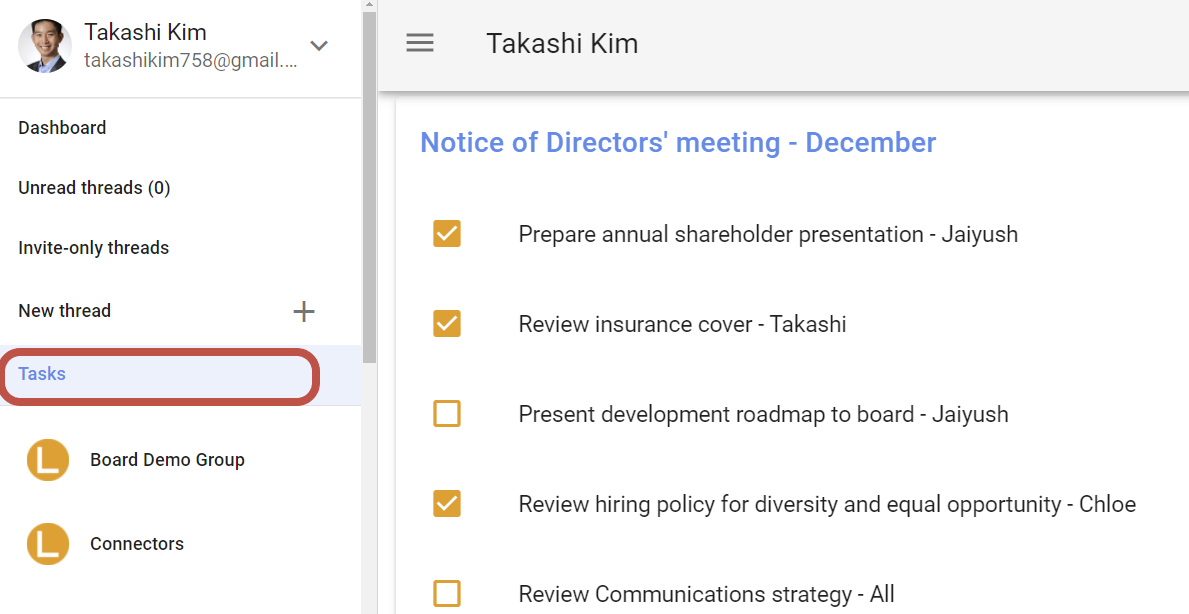 Takashi Kim
takashikim758@gmail....
Dashboard
Unread threads (0)
Invite-only threads
New thread
Tasks
L Board Demo Group
L Connectors
Takashi Kim
Notice of Directors' meeting - December
Prepare annual shareholder presentation - Jaiyush
Review insurance cover - Takashi
Present development roadmap to board - Jaiyush
Review hiring policy for diversity and equal opportunity - Chloe
Review Communications strategy - All